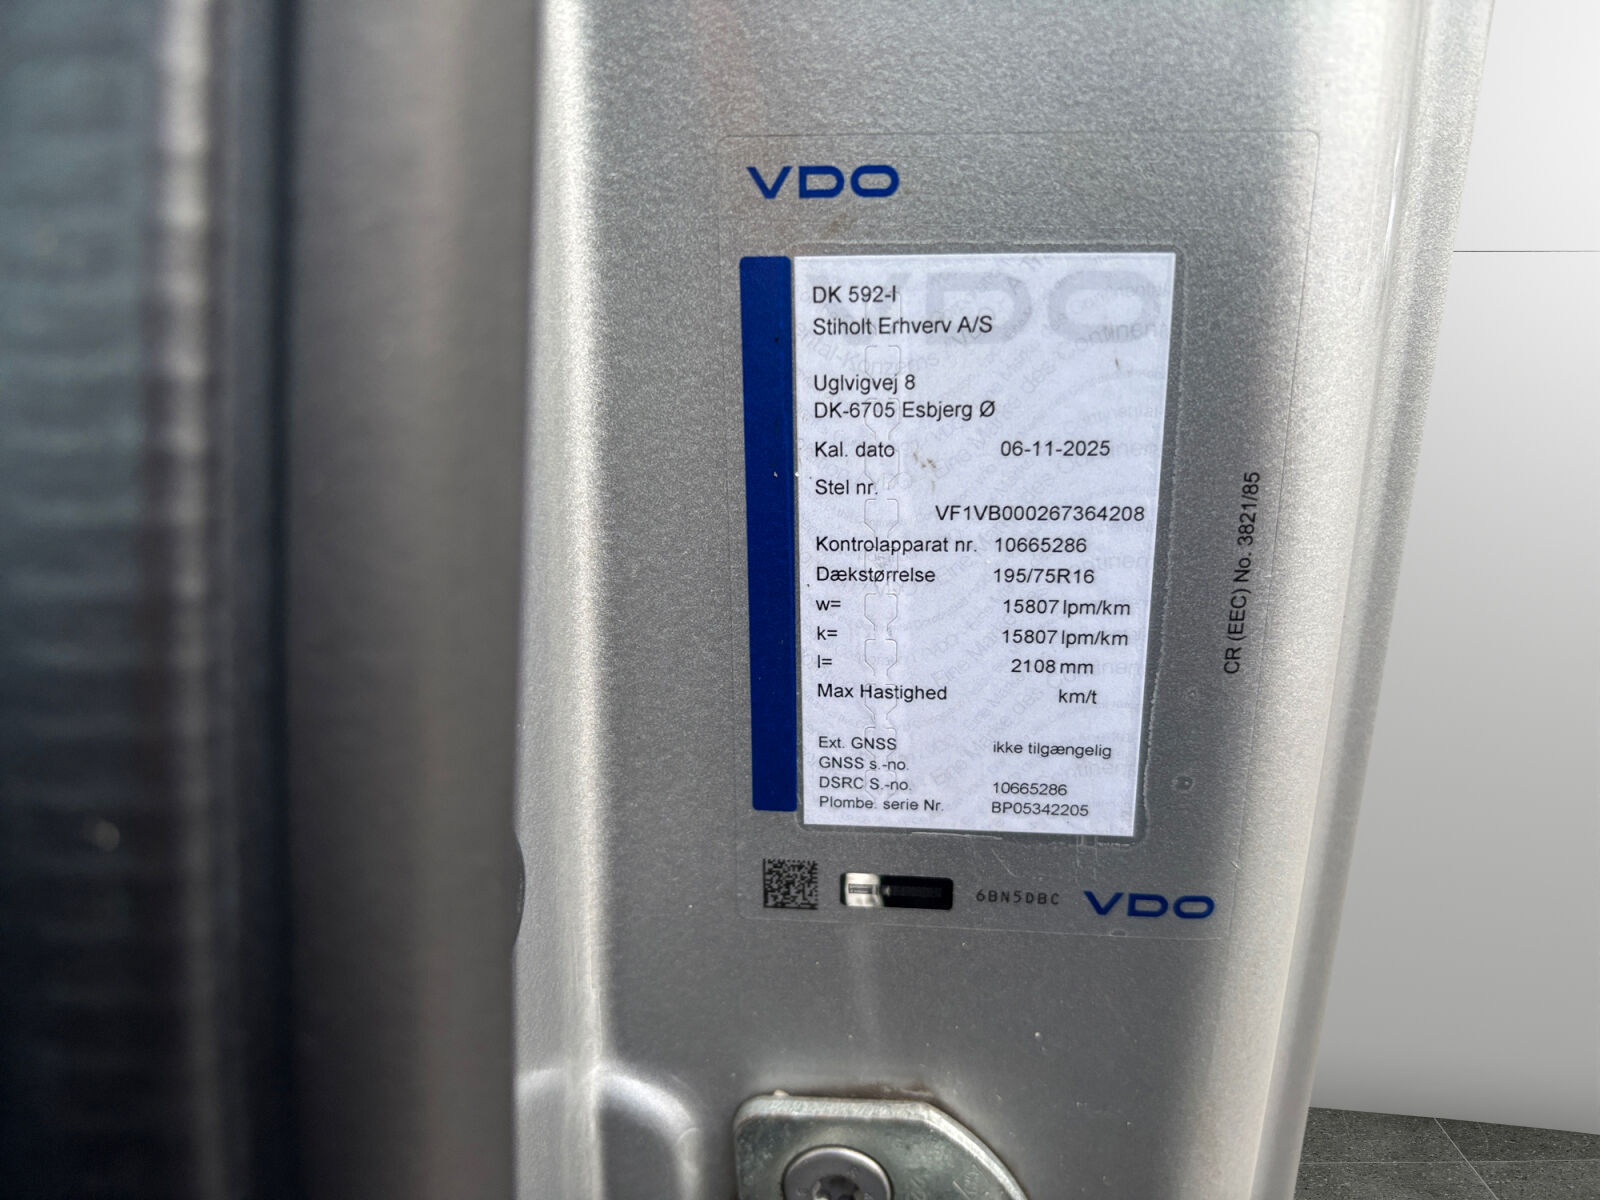 VDO
DK 592-I
Stiholt Erhverv A/S
Uglvigvej 8
DK-6705 Esbjerg Ø
Kal. dato 06-11-2025
Stel nr.
VF1VB000267364208
Kontrolapparat nr. 10665286
Dækstørrelse 195/75R16
w= 15807 Ipm/km
k= 15807 Ipm/km
l= 2108 mm
Max Hastighed km/t
Ext. GNSS ikke tilgængelig
GNSS s.-no.
DSRC S.-no. 10665286
Plombe. serie Nr. BP05342205
CR (EEC) No. 3821/85
6BN5DBC VDO